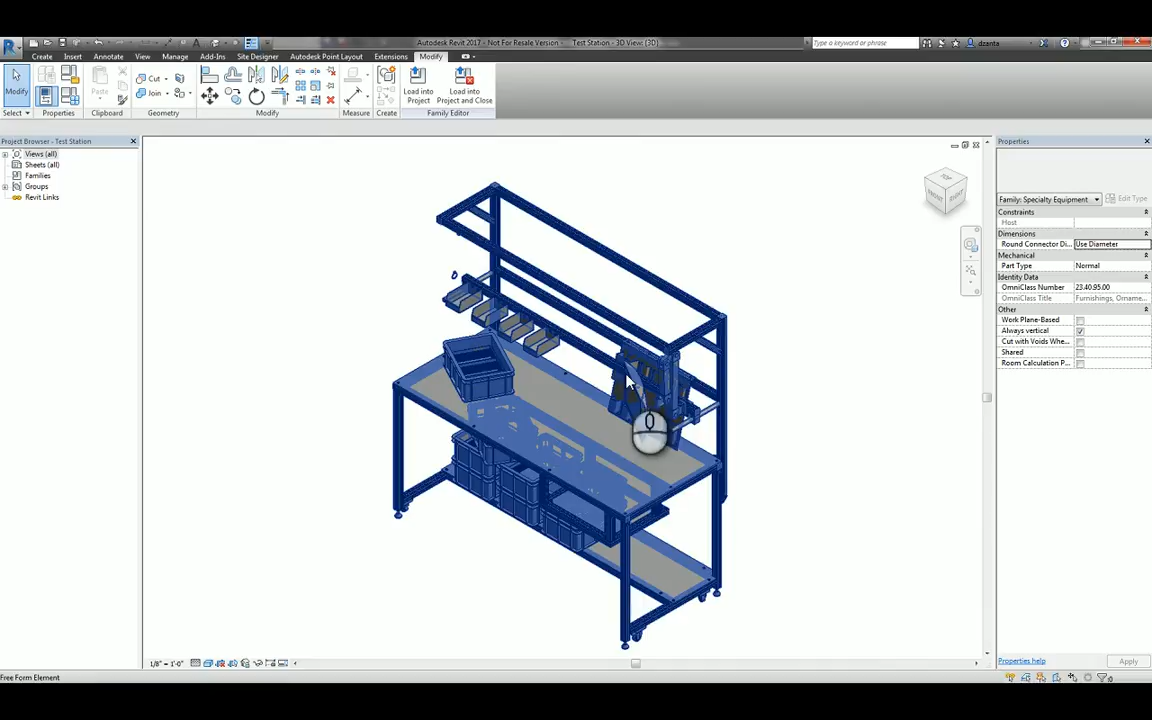 Autodesk Revit 2017 - Not For Resale Version - Test Station - 3D View: {3D}
Type a keyword or phrase
dzanta
Create Insert Annotate View Manage Add-Ins Site Designer Autodesk Point Layout Extensions Modify
Modify
Paste
Cut
Join
Load into Project
Load into Project and Close
Select Properties Clipboard Geometry Modify Measure Create Family Editor
Project Browser - Test Station
Views (all)
Sheets (all)
Families
Groups
Revit Links
TOP
FRONT
RIGHT
Properties
Family: Specialty Equipment
Edit Type
Constraints
Host
Dimensions
Round Connector Di... Use Diameter
Mechanical
Part Type Normal
Identity Data
OmniClass Number 23.40.95.00
OmniClass Title Furnishings, Orname...
Other
Work Plane-Based
Always vertical
Cut with Voids Whe...
Shared
Room Calculation P...
Properties help
Apply
1/8" = 1'-0"
Free Form Element